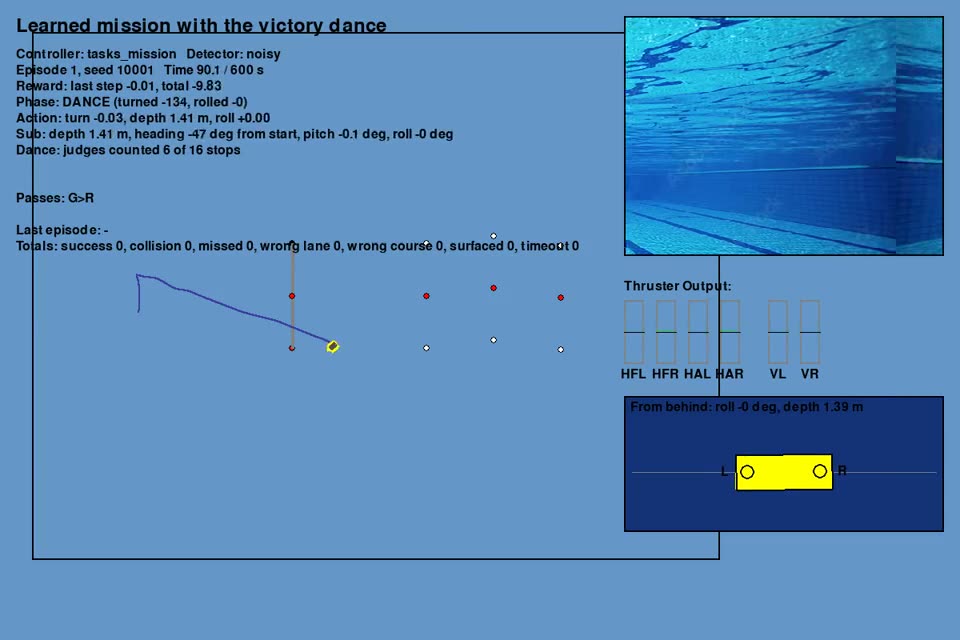 Learned mission with the victory dance
Controller: tasks_mission Detector: noisy
Episode 1, seed 10001 Time 90.1 / 600 s
Reward: last step -0.01, total -9.83
Phase: DANCE (turned -134, rolled -0)
Action: turn -0.03, depth 1.41 m, roll +0.00
Sub: depth 1.41 m, heading -47 deg from start, pitch -0.1 deg, roll -0 deg
Dance: judges counted 6 of 16 stops
Passes: G>R
Last episode: -
Totals: success 0, collision 0, missed 0, wrong lane 0, wrong course 0, surfaced 0, timeout 0
Thruster Output:
HFL HFR HAL HAR VL VR
From behind: roll -0 deg, depth 1.39 m
L R